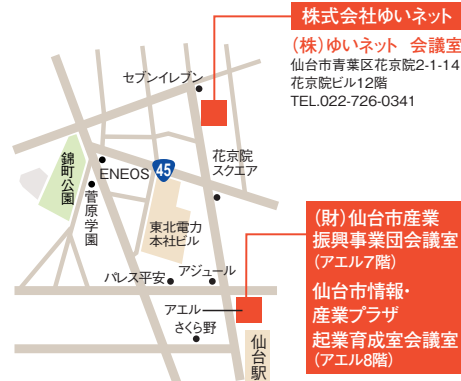 株式会社ゆいネット
(株)ゆいネット 会議室
仙台市青葉区花京院2-1-14
花京院ビル12階
TEL.022-726-0341
セブンイレブン
錦町公園
ENEOS
45
花京院
スクエア
菅原学園
東北電力
本社ビル
パレス平安
アジュール
アエル
さくら野
仙台駅
(財)仙台市産業
振興事業団会議室
(アエル7階)
仙台市情報・
産業プラザ
起業育成室会議室
(アエル8階)